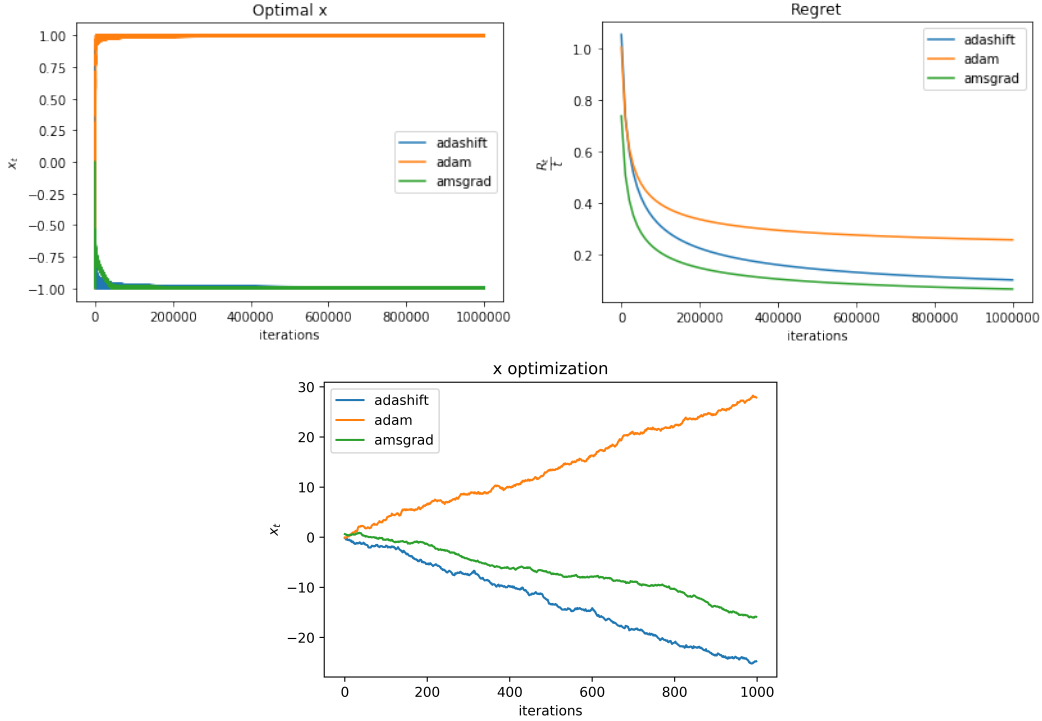 Optimal x
1.00
0.75
0.50
0.25
0.00
−0.25
−0.50
−0.75
−1.00
x_t
adashift
adam
amsgrad
0 200000 400000 600000 800000 1000000
iterations
Regret
1.0
0.8
0.6
0.4
0.2
R_t/t
adashift
adam
amsgrad
0 200000 400000 600000 800000 1000000
iterations
x optimization
30
20
10
0
−10
−20
x_t
adashift
adam
amsgrad
0 200 400 600 800 1000
iterations